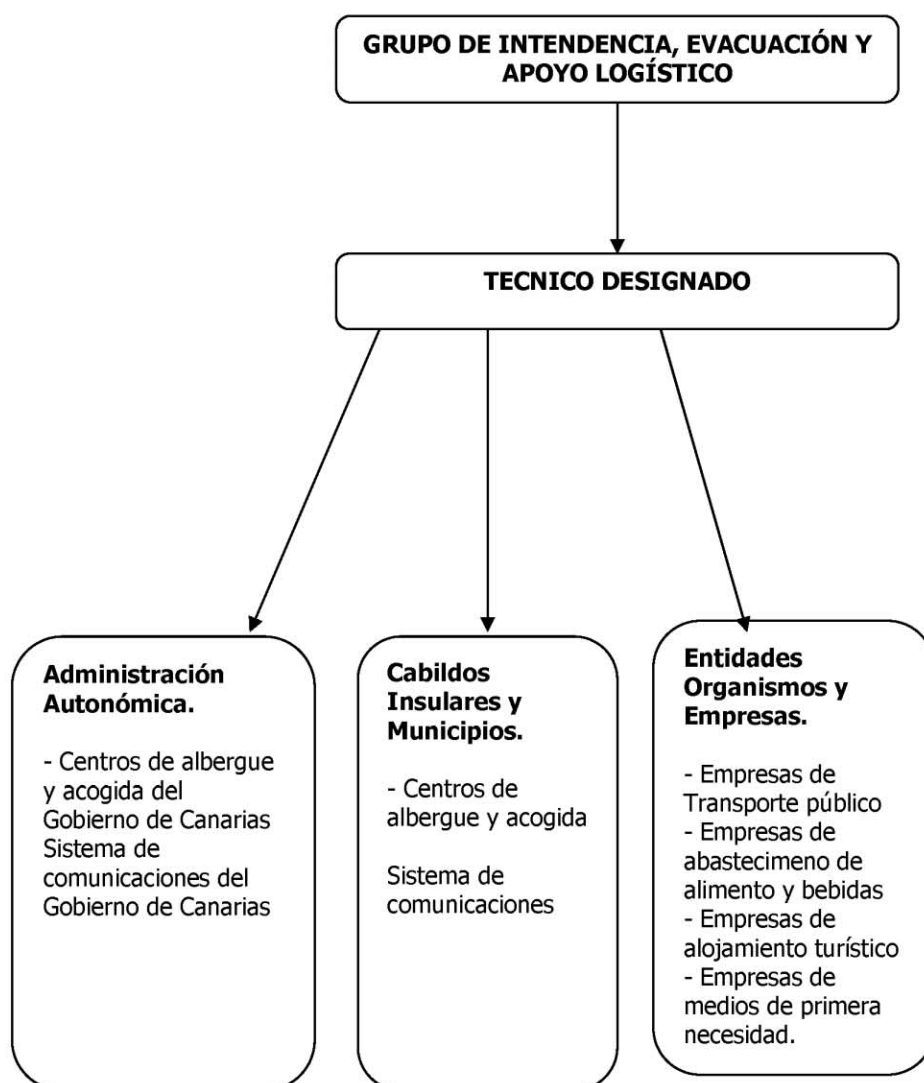 GRUPO DE INTENDENCIA, EVACUACIÓN Y
APOYO LOGÍSTICO
TECNICO DESIGNADO
Administración
Autonómica.
- Centros de albergue
y acogida del
Gobierno de Canarias
Sistema de
comunicaciones del
Gobierno de Canarias
Cabildos
Insulares y
Municipios.
- Centros de
albergue y acogida
Sistema de
comunicaciones
Entidades
Organismos y
Empresas.
- Empresas de
Transporte público
- Empresas de
abastecimeno de
alimento y bebidas
- Empresas de
alojamiento turístico
- Empresas de
medios de primera
necesidad.